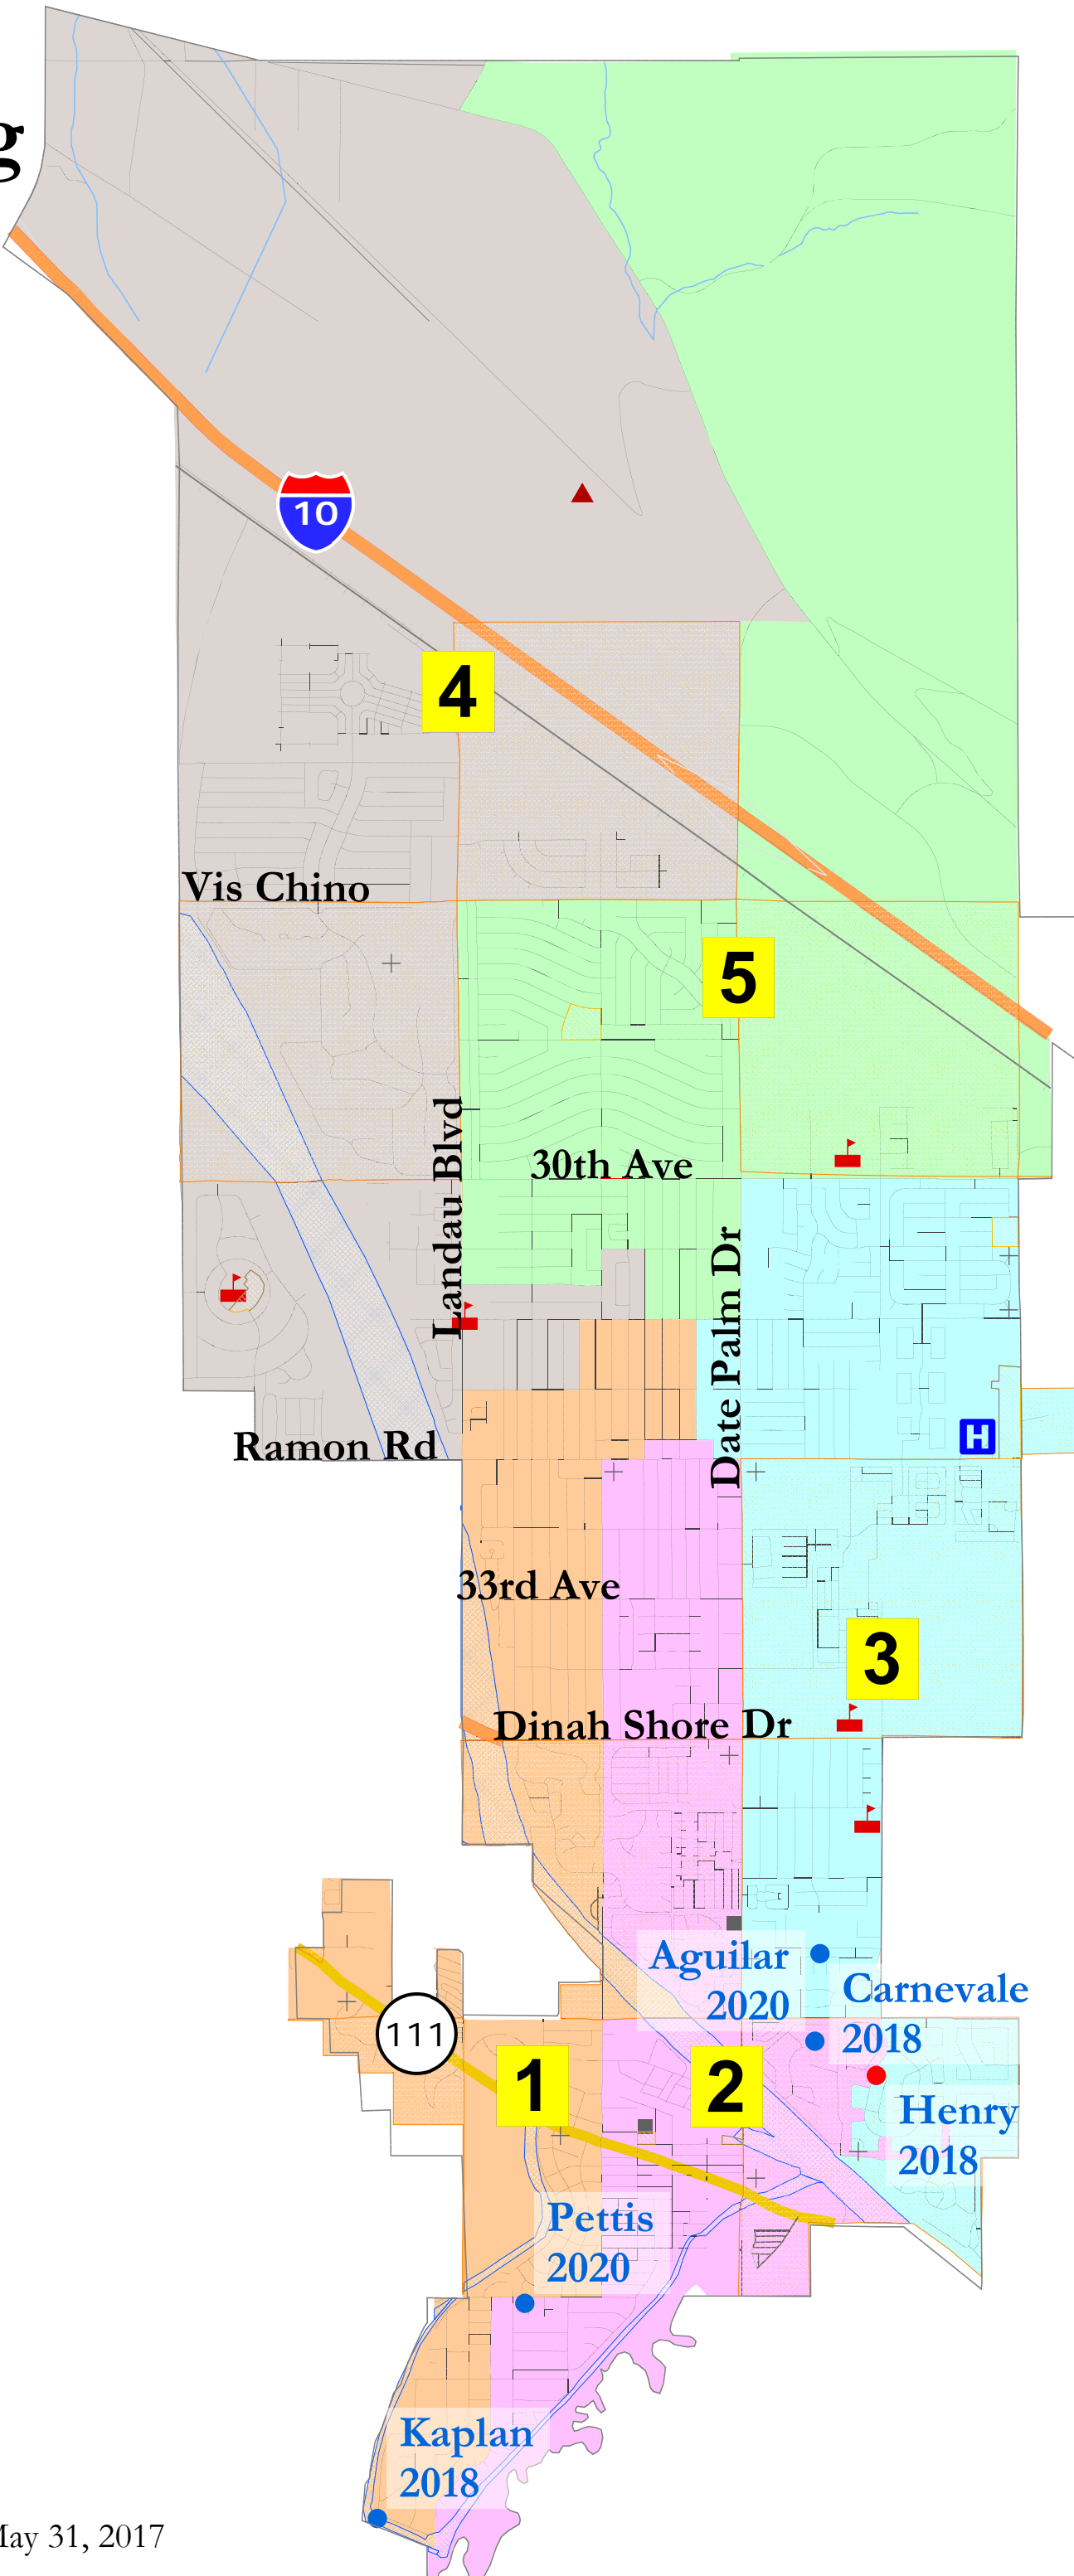 g
10
4
Vis Chino
5
Landau Blvd
30th Ave
Date Palm Dr
Ramon Rd
H
33rd Ave
3
Dinah Shore Dr
Aguilar
2020
Carnevale
2018
111
1
2
Henry
2018
Pettis
2020
Kaplan
2018
May 31, 2017